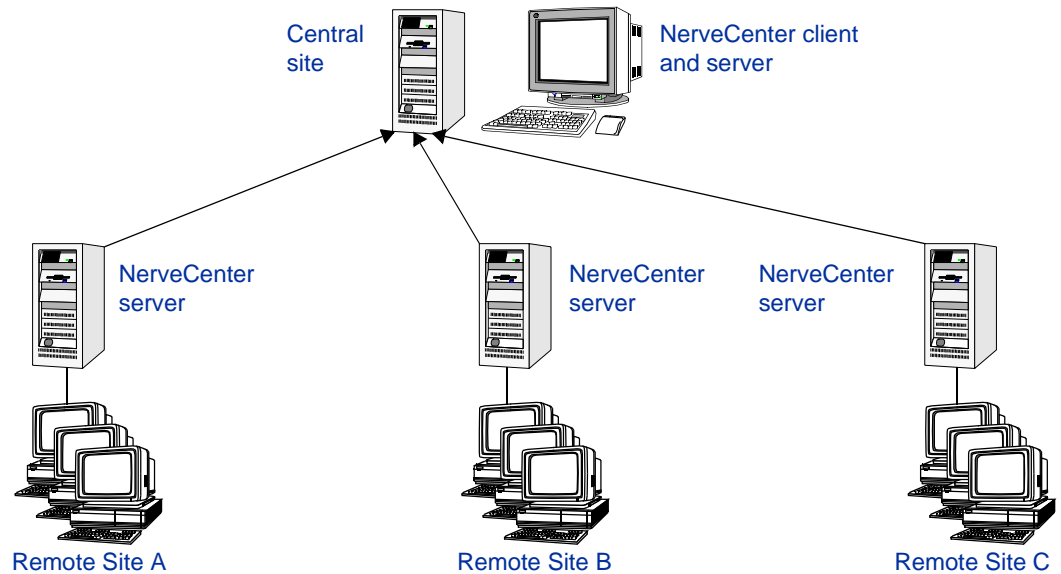 Central
site
NerveCenter client
and server
NerveCenter
server
NerveCenter
server
NerveCenter
server
Remote Site A
Remote Site B
Remote Site C